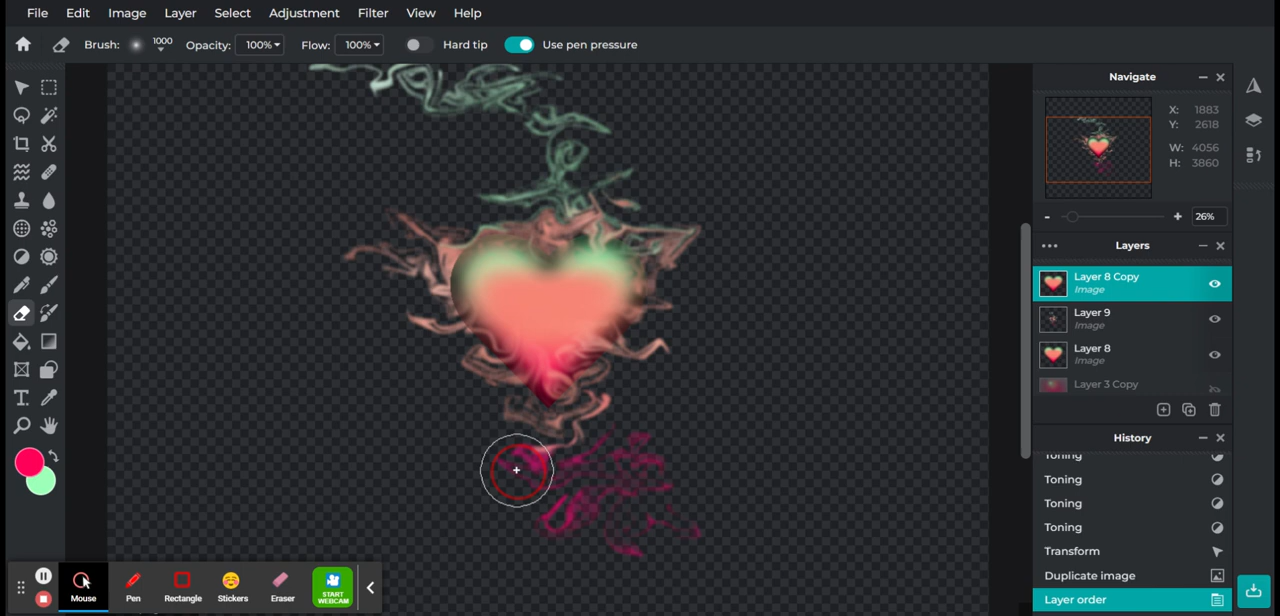 File Edit Image Layer Select Adjustment Filter View Help
Brush: 1000 Opacity: 100% Flow: 100% Hard tip Use pen pressure
Navigate
X: 1883
Y: 2618
W: 4056
H: 3860
- + 26%
Layers
Layer 8 Copy
Image
Layer 9
Image
Layer 8
Image
Layer 3 Copy
History
Toning
Toning
Toning
Toning
Transform
Duplicate image
Layer order
Mouse Pen Rectangle Stickers Eraser START
WEBCAM